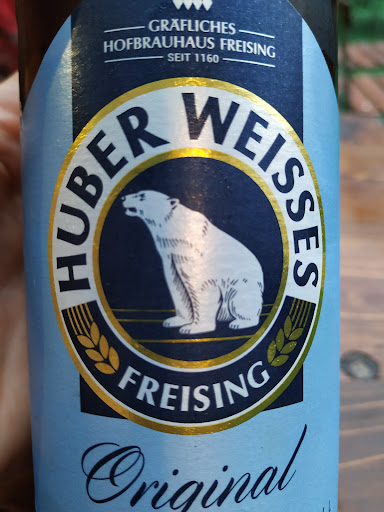 GRÄFLICHES
HOFBRAUHAUS FREISING
SEIT 1160
HUBER WEISSES
FREISING
Original